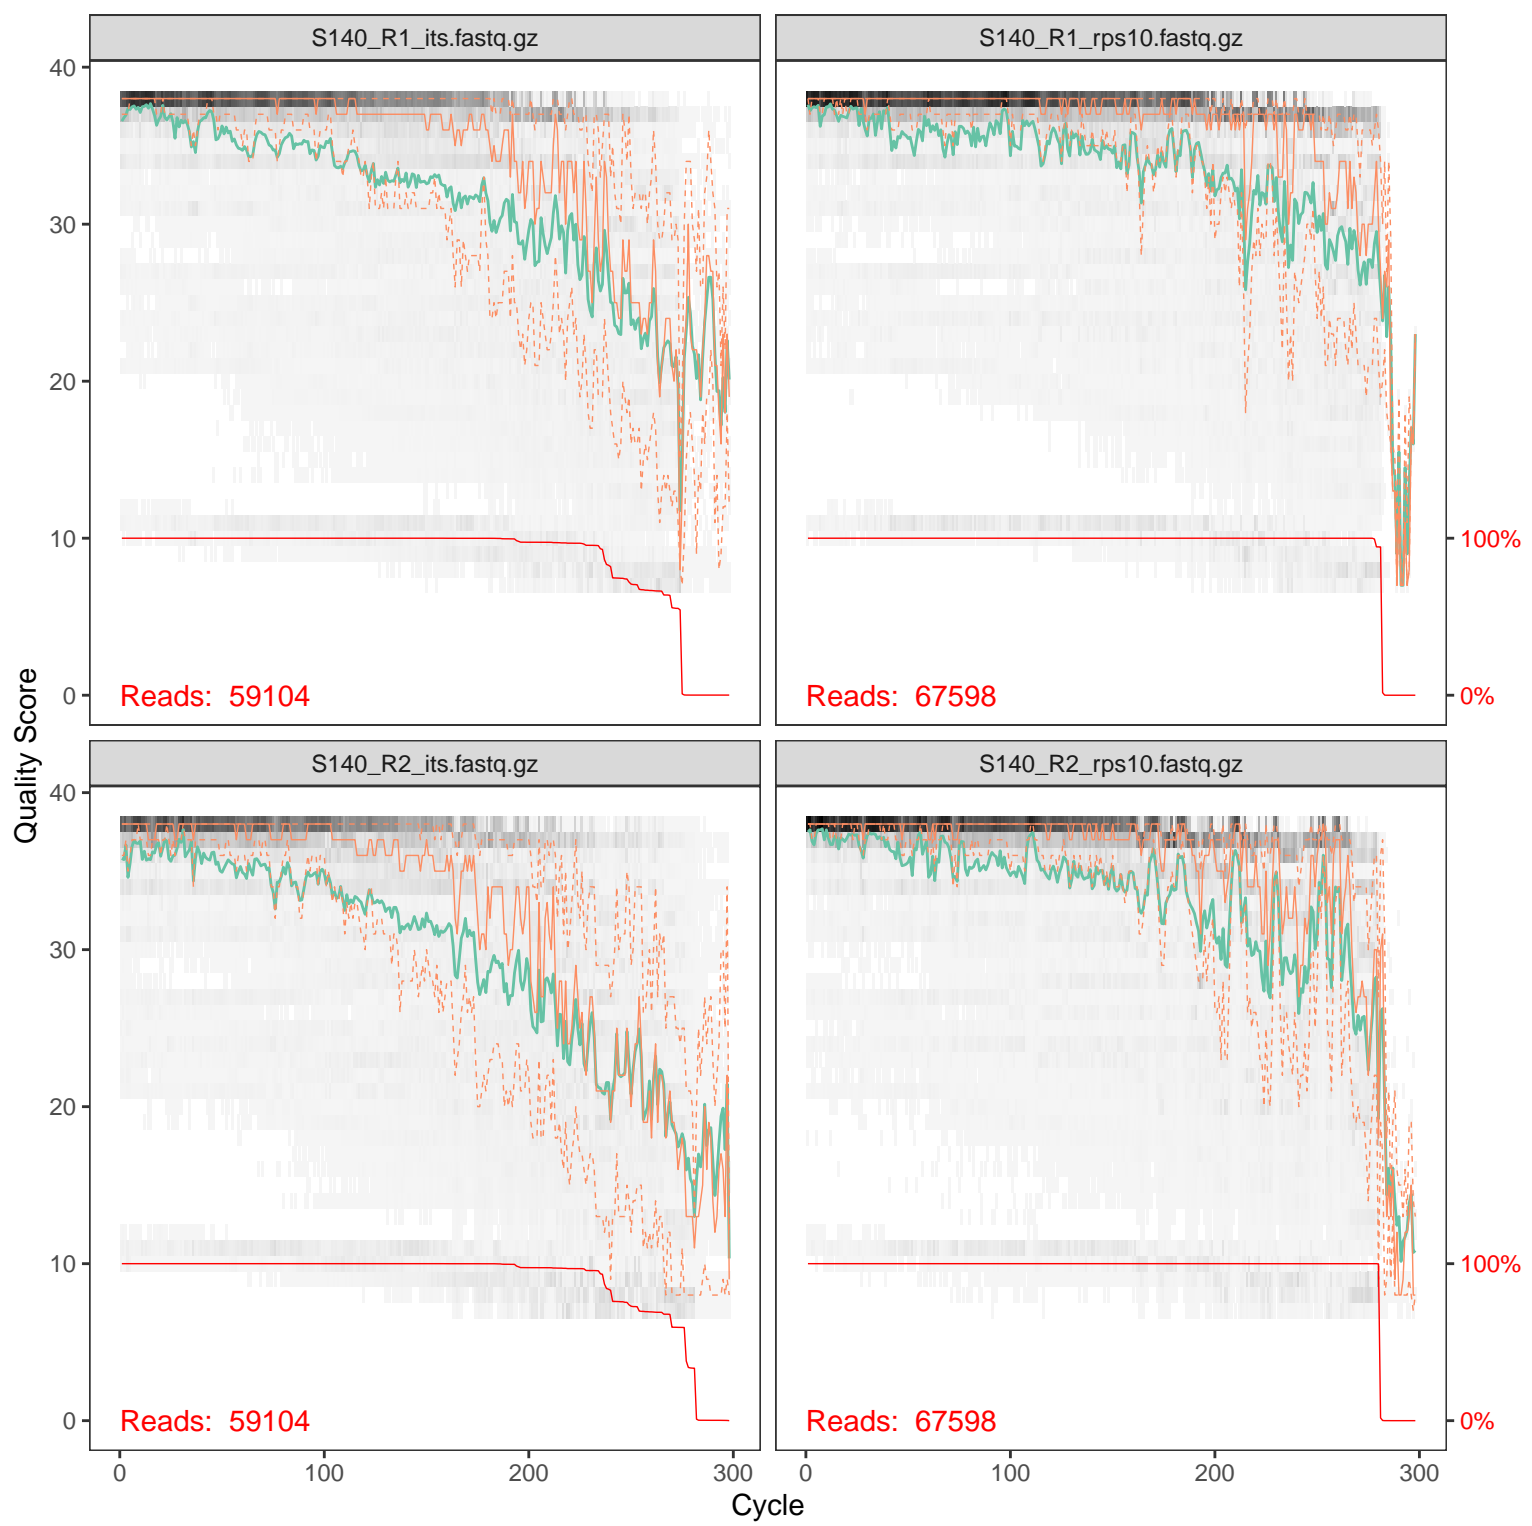 S140_R1_its.fastq.gz
S140_R1_rps10.fastq.gz
40
30
20
10
0
100%
0%
Reads: 59104
Reads: 67598
Quality Score
S140_R2_its.fastq.gz
S140_R2_rps10.fastq.gz
40
30
20
10
0
100%
0%
Reads: 59104
Reads: 67598
0 100 200 300
0 100 200 300
Cycle